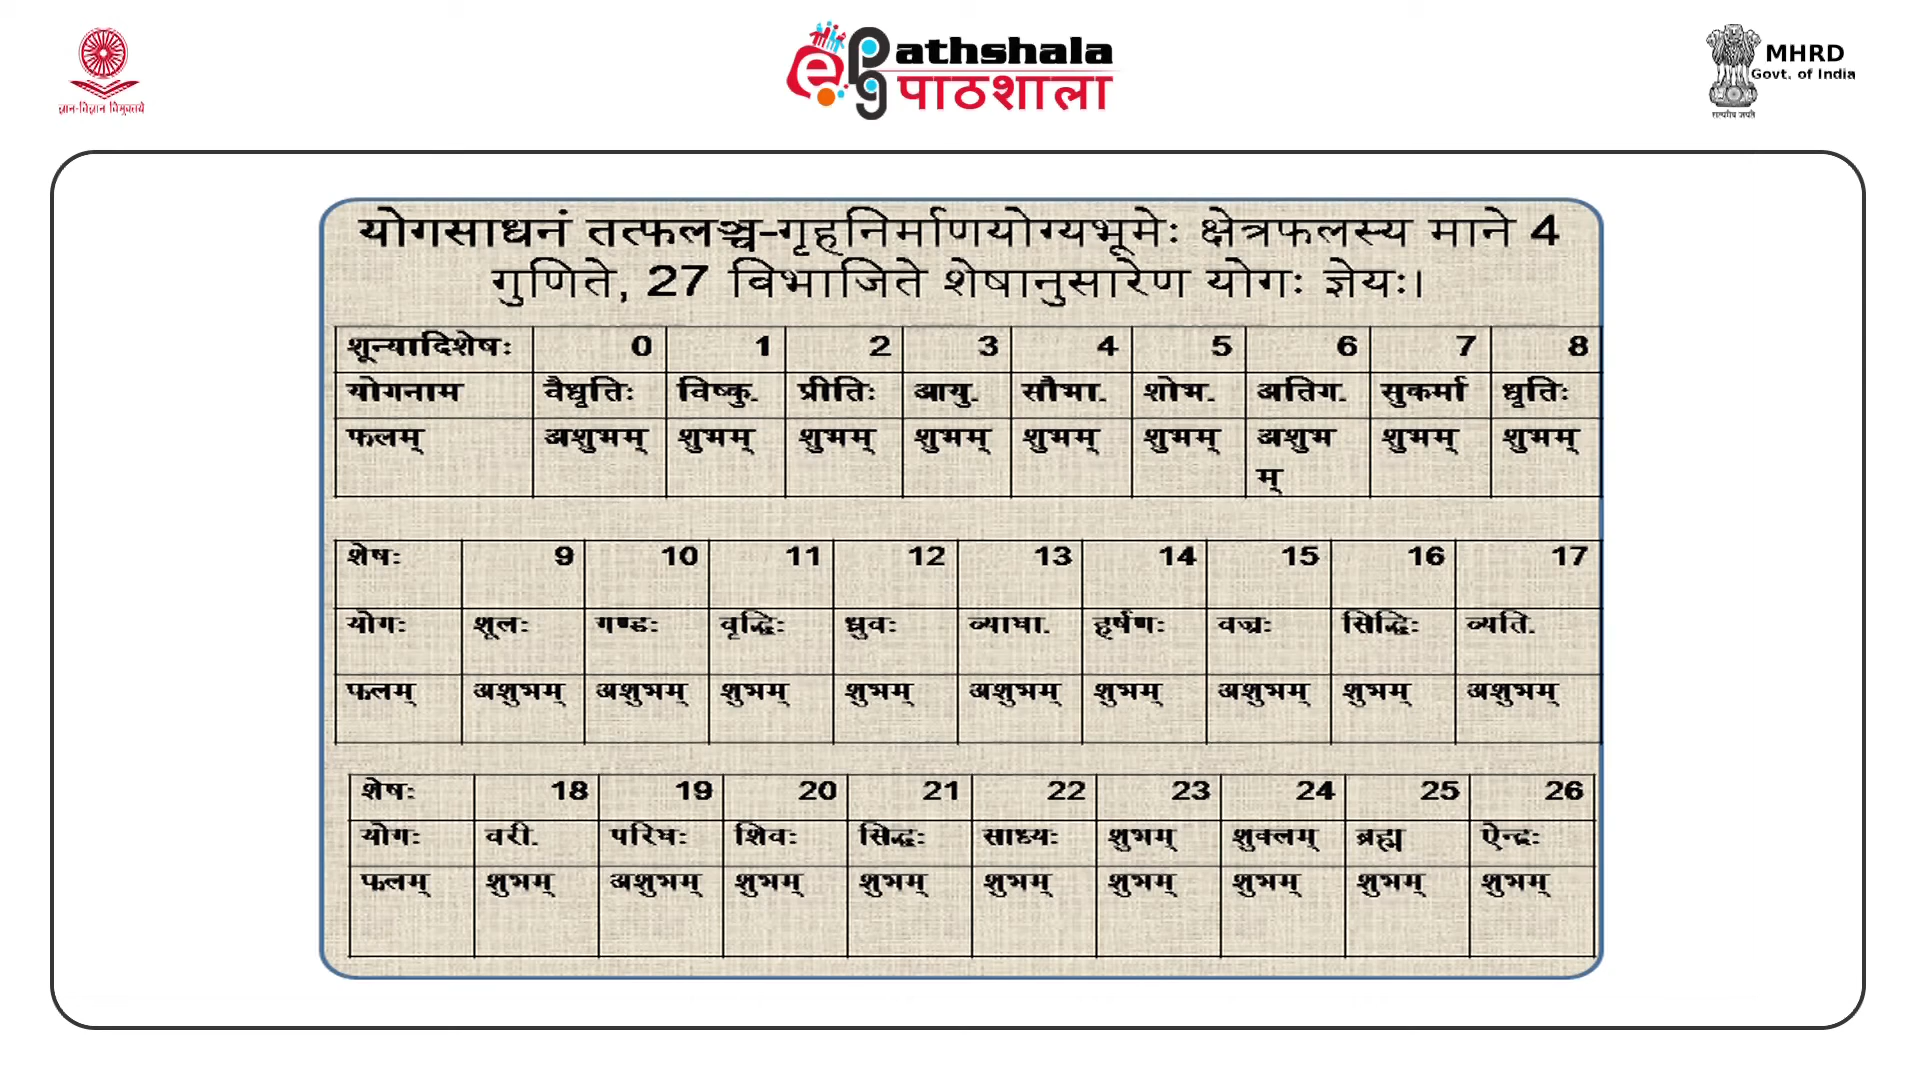 ज्ञान-विज्ञान विमुक्तये
Pathshala
पाठशाला
MHRD
Govt. of India
सत्यमेव जयते
योगसाधनं तत्फलञ्च-गृहनिर्माणयोग्यभूमेः क्षेत्रफलस्य माने 4
गुणिते, 27 विभाजिते शेषानुसारेण योगः ज्ञेयः।
शून्यादिशेषः 0 1 2 3 4 5 6 7 8
योगनाम वैधृतिः विष्कु. प्रीतिः आयु. सौभा. शोभ. अतिग. सुकर्मा धृतिः
फलम् अशुभम् शुभम् शुभम् शुभम् शुभम् शुभम् अशुभम् शुभम् शुभम्
शेषः 9 10 11 12 13 14 15 16 17
योगः शूलः गण्डः वृद्धिः ध्रुवः व्याघा. हर्षणः वज्रः सिद्धिः व्यति.
फलम् अशुभम् अशुभम् शुभम् शुभम् अशुभम् शुभम् अशुभम् शुभम् अशुभम्
शेषः 18 19 20 21 22 23 24 25 26
योगः वरी. परिघः शिवः सिद्धः साध्यः शुभम् शुक्लम् ब्रह्म ऐन्द्रः
फलम् शुभम् अशुभम् शुभम् शुभम् शुभम् शुभम् शुभम् शुभम् शुभम्